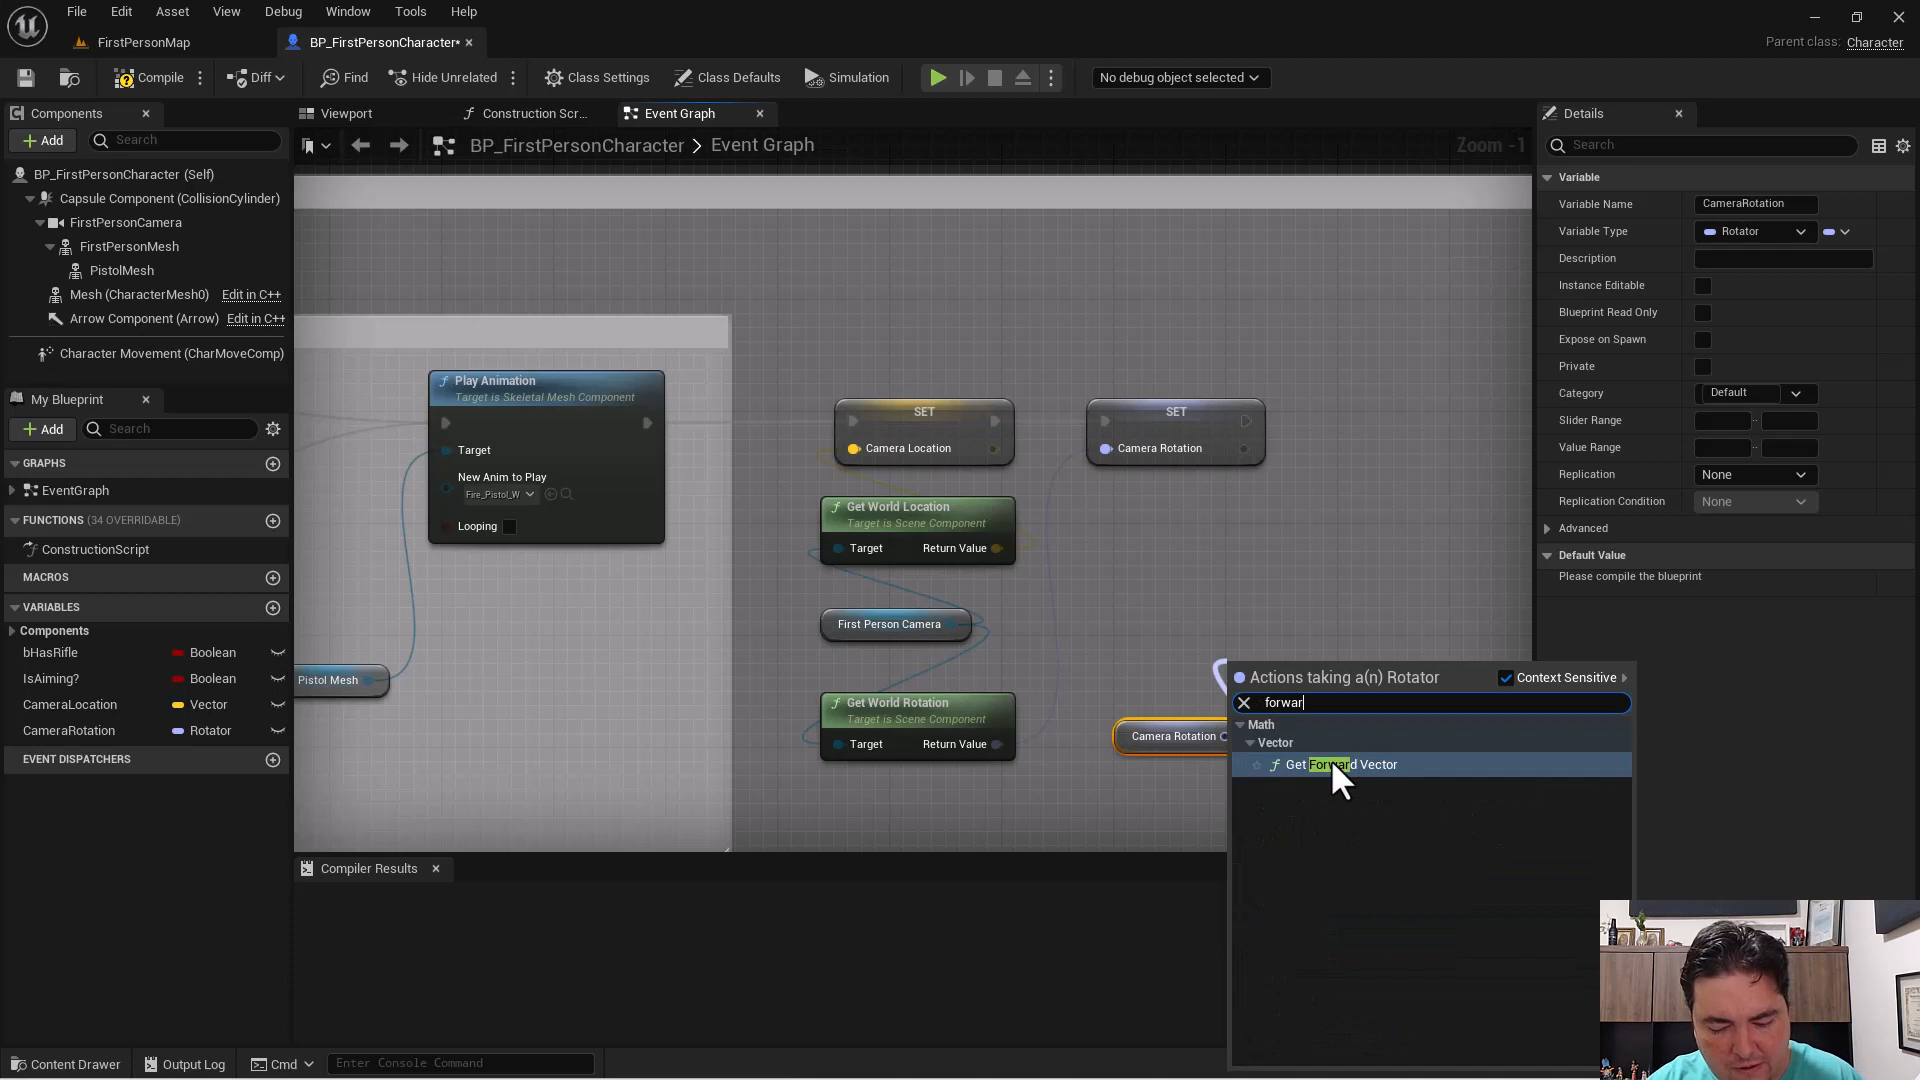 File Edit Asset View Window Debug Tools Help
FirstPersonMap
BP_FirstPersonCharacter*
Parent class: Character
Compile
Diff
Find
Hide Unrelated
Class Settings
Class Defaults
Simulation
No debug object selected
Components
Viewport
Construction Scr...
Event Graph
Details
Add
Search
BP_FirstPersonCharacter > Event Graph
Zoom -1
Search
BP_FirstPersonCharacter (Self)
Capsule Component (CollisionCylinder)
FirstPersonCamera
FirstPersonMesh
PistolMesh
Mesh (CharacterMesh0) Edit in C++
Arrow Component (Arrow) Edit in C++
Character Movement (CharMoveComp)
My Blueprint
Add
Search
GRAPHS
EventGraph
FUNCTIONS (34 OVERRIDABLE)
ConstructionScript
MACROS
VARIABLES
Components
bHasRifle Boolean
IsAiming? Boolean
CameraLocation Vector
CameraRotation Rotator
EVENT DISPATCHERS
Play Animation
Target is Skeletal Mesh Component
Target
New Anim to Play
Fire_Pistol_W
Looping
Pistol Mesh
SET
Camera Location
SET
Camera Rotation
Get World Location
Target is Scene Component
Target Return Value
First Person Camera
Get World Rotation
Target is Scene Component
Target Return Value
Camera Rotation
Actions taking a(n) Rotator
Context Sensitive
forwar
Math
Vector
Get Forward Vector
Variable
Variable Name CameraRotation
Variable Type Rotator
Description
Instance Editable
Blueprint Read Only
Expose on Spawn
Private
Category Default
Slider Range
Value Range
Replication None
Replication Condition None
Advanced
Default Value
Please compile the blueprint
Compiler Results
Content Drawer
Output Log
Cmd
Enter Console Command